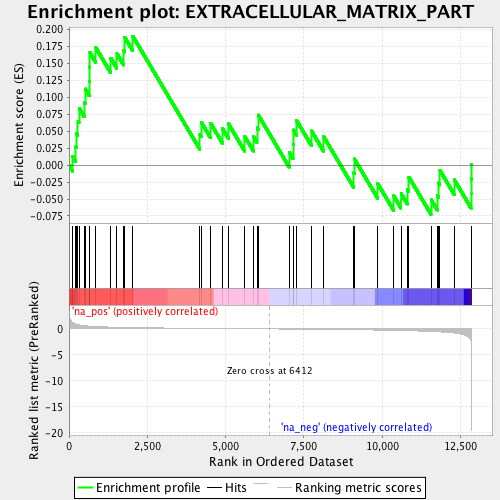 Enrichment plot: EXTRACELLULAR_MATRIX_PART
Enrichment score (ES)
0.200
0.175
0.150
0.125
0.100
0.075
0.050
0.025
0.000
-0.025
-0.050
-0.075
'na_pos' (positively correlated)
Ranked list metric (PreRanked)
0
-5
-10
-15
-20
Zero cross at 6412
'na_neg' (negatively correlated)
0
2,500
5,000
7,500
10,000
12,500
Rank in Ordered Dataset
Enrichment profile
Hits
Ranking metric scores